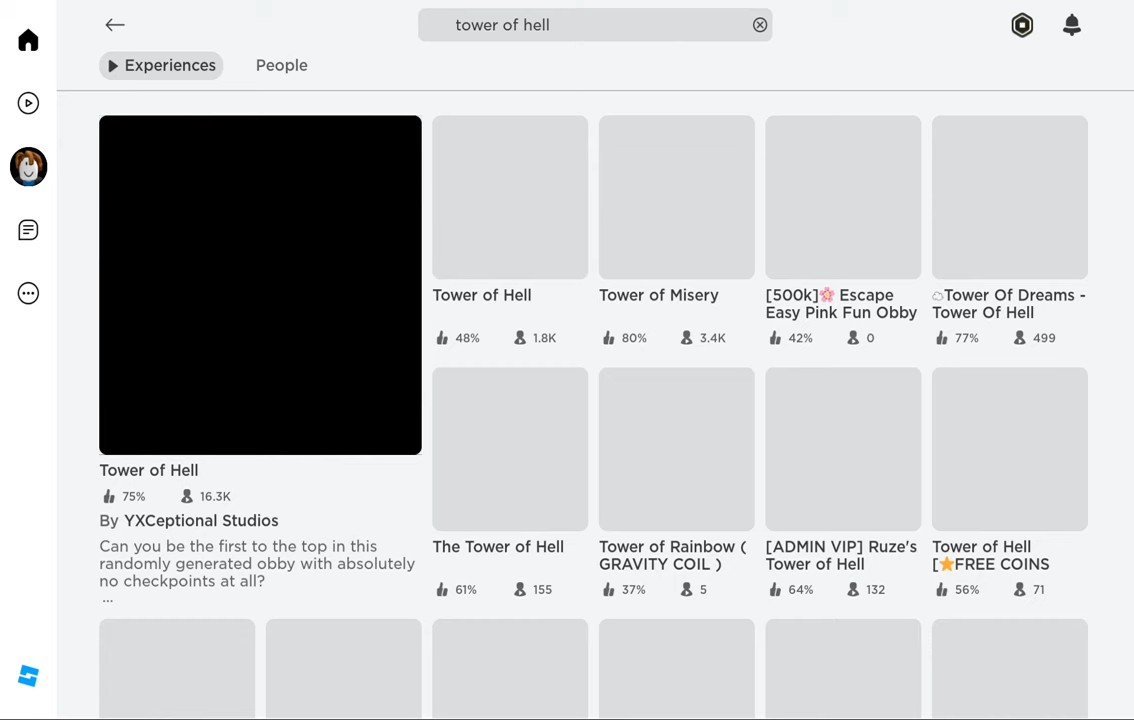 tower of hell
Experiences
People
Tower of Hell
75%
16.3K
By YXCeptional Studios
Can you be the first to the top in this
randomly generated obby with absolutely
no checkpoints at all?
...
Tower of Hell
48%
1.8K
Tower of Misery
80%
3.4K
[500k]🌸 Escape
Easy Pink Fun Obby
42%
0
☁Tower Of Dreams -
Tower Of Hell
77%
499
The Tower of Hell
61%
155
Tower of Rainbow (
GRAVITY COIL )
37%
5
[ADMIN VIP] Ruze's
Tower of Hell
64%
132
Tower of Hell
[⭐FREE COINS
56%
71